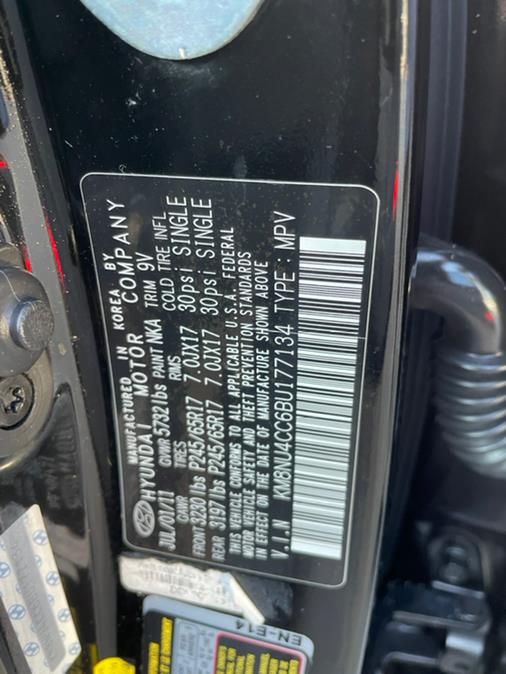 MANUFACTURED IN KOREA BY
HYUNDAI MOTOR COMPANY
JUL/01/11 GVWR 5732 lbs PAINT NKA TRIM 9V
GAWR TIRES RIMS COLD TIRE INFL
FRONT 3230 lbs P245/65R17 7.0JX17 30psi SINGLE
REAR 3197 lbs P245/65R17 7.0JX17 30psi SINGLE
THIS VEHICLE CONFORMS TO ALL APPLICABLE U.S.A. FEDERAL
MOTOR VEHICLE SAFETY AND THEFT PREVENTION STANDARDS
IN EFFECT ON THE DATE OF MANUFACTURE SHOWN ABOVE
V.I.N KM8NJ4CC6BU177134 TYPE : MPV
EN-E14